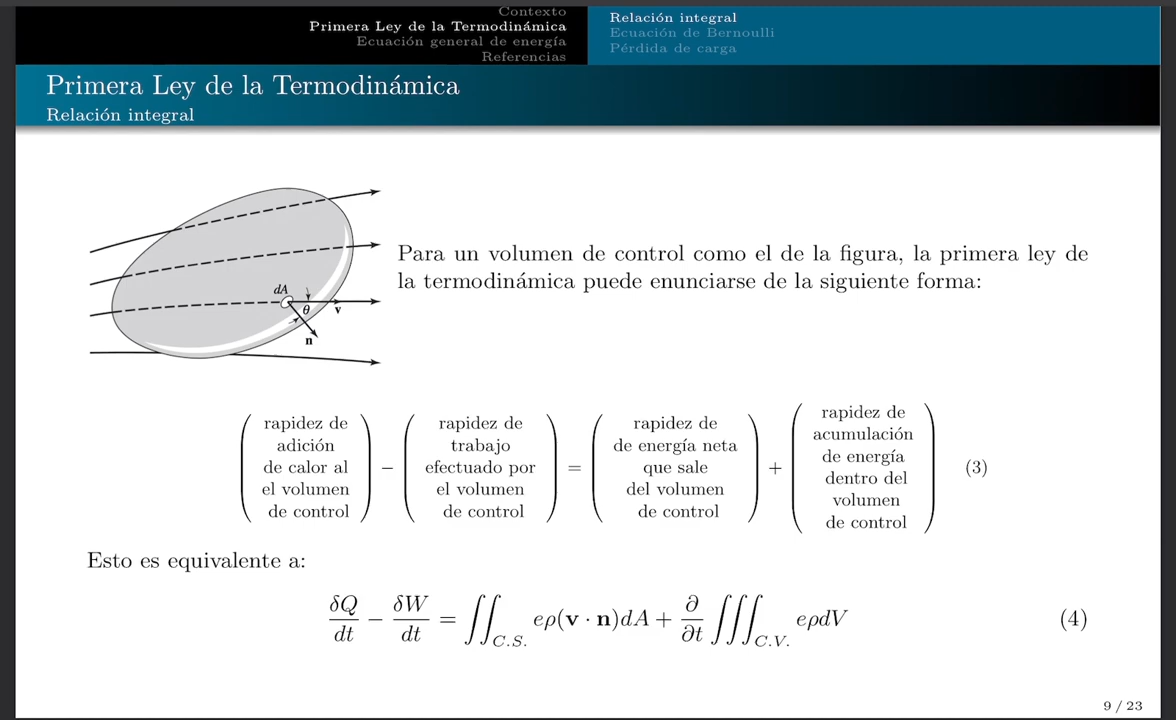 Contexto
Primera Ley de la Termodinámica
Ecuación general de energía
Referencias
Relación integral
Ecuación de Bernoulli
Pérdida de carga
Primera Ley de la Termodinámica
Relación integral
dA
θ
v
n
Para un volumen de control como el de la figura, la primera ley de
la termodinámica puede enunciarse de la siguiente forma:
rapidez de
adición
de calor al
el volumen
de control
−
rapidez de
trabajo
efectuado por
el volumen
de control
=
rapidez de
de energía neta
que sale
del volumen
de control
+
rapidez de
acumulación
de energía
dentro del
volumen
de control
(3)
Esto es equivalente a:
δQ/dt − δW/dt = ∬_C.S. eρ(v · n)dA + ∂/∂t ∭_C.V. eρdV (4)
9 / 23